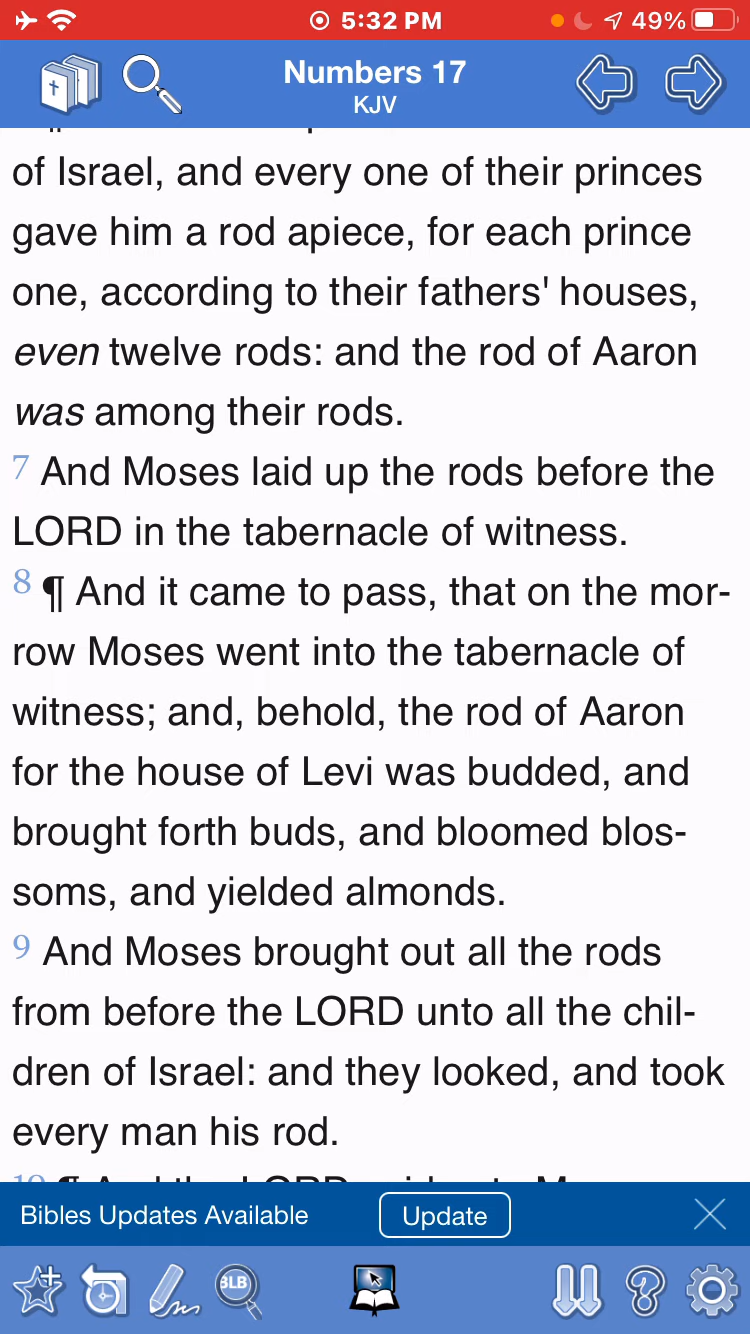 5:32 PM
49%
Numbers 17
KJV
of Israel, and every one of their princes
gave him a rod apiece, for each prince
one, according to their fathers' houses,
even twelve rods: and the rod of Aaron
was among their rods.
7 And Moses laid up the rods before the
LORD in the tabernacle of witness.
8 ¶ And it came to pass, that on the mor-
row Moses went into the tabernacle of
witness; and, behold, the rod of Aaron
for the house of Levi was budded, and
brought forth buds, and bloomed blos-
soms, and yielded almonds.
9 And Moses brought out all the rods
from before the LORD unto all the chil-
dren of Israel: and they looked, and took
every man his rod.
10 ¶ And the LORD
Bibles Updates Available
Update
BLB